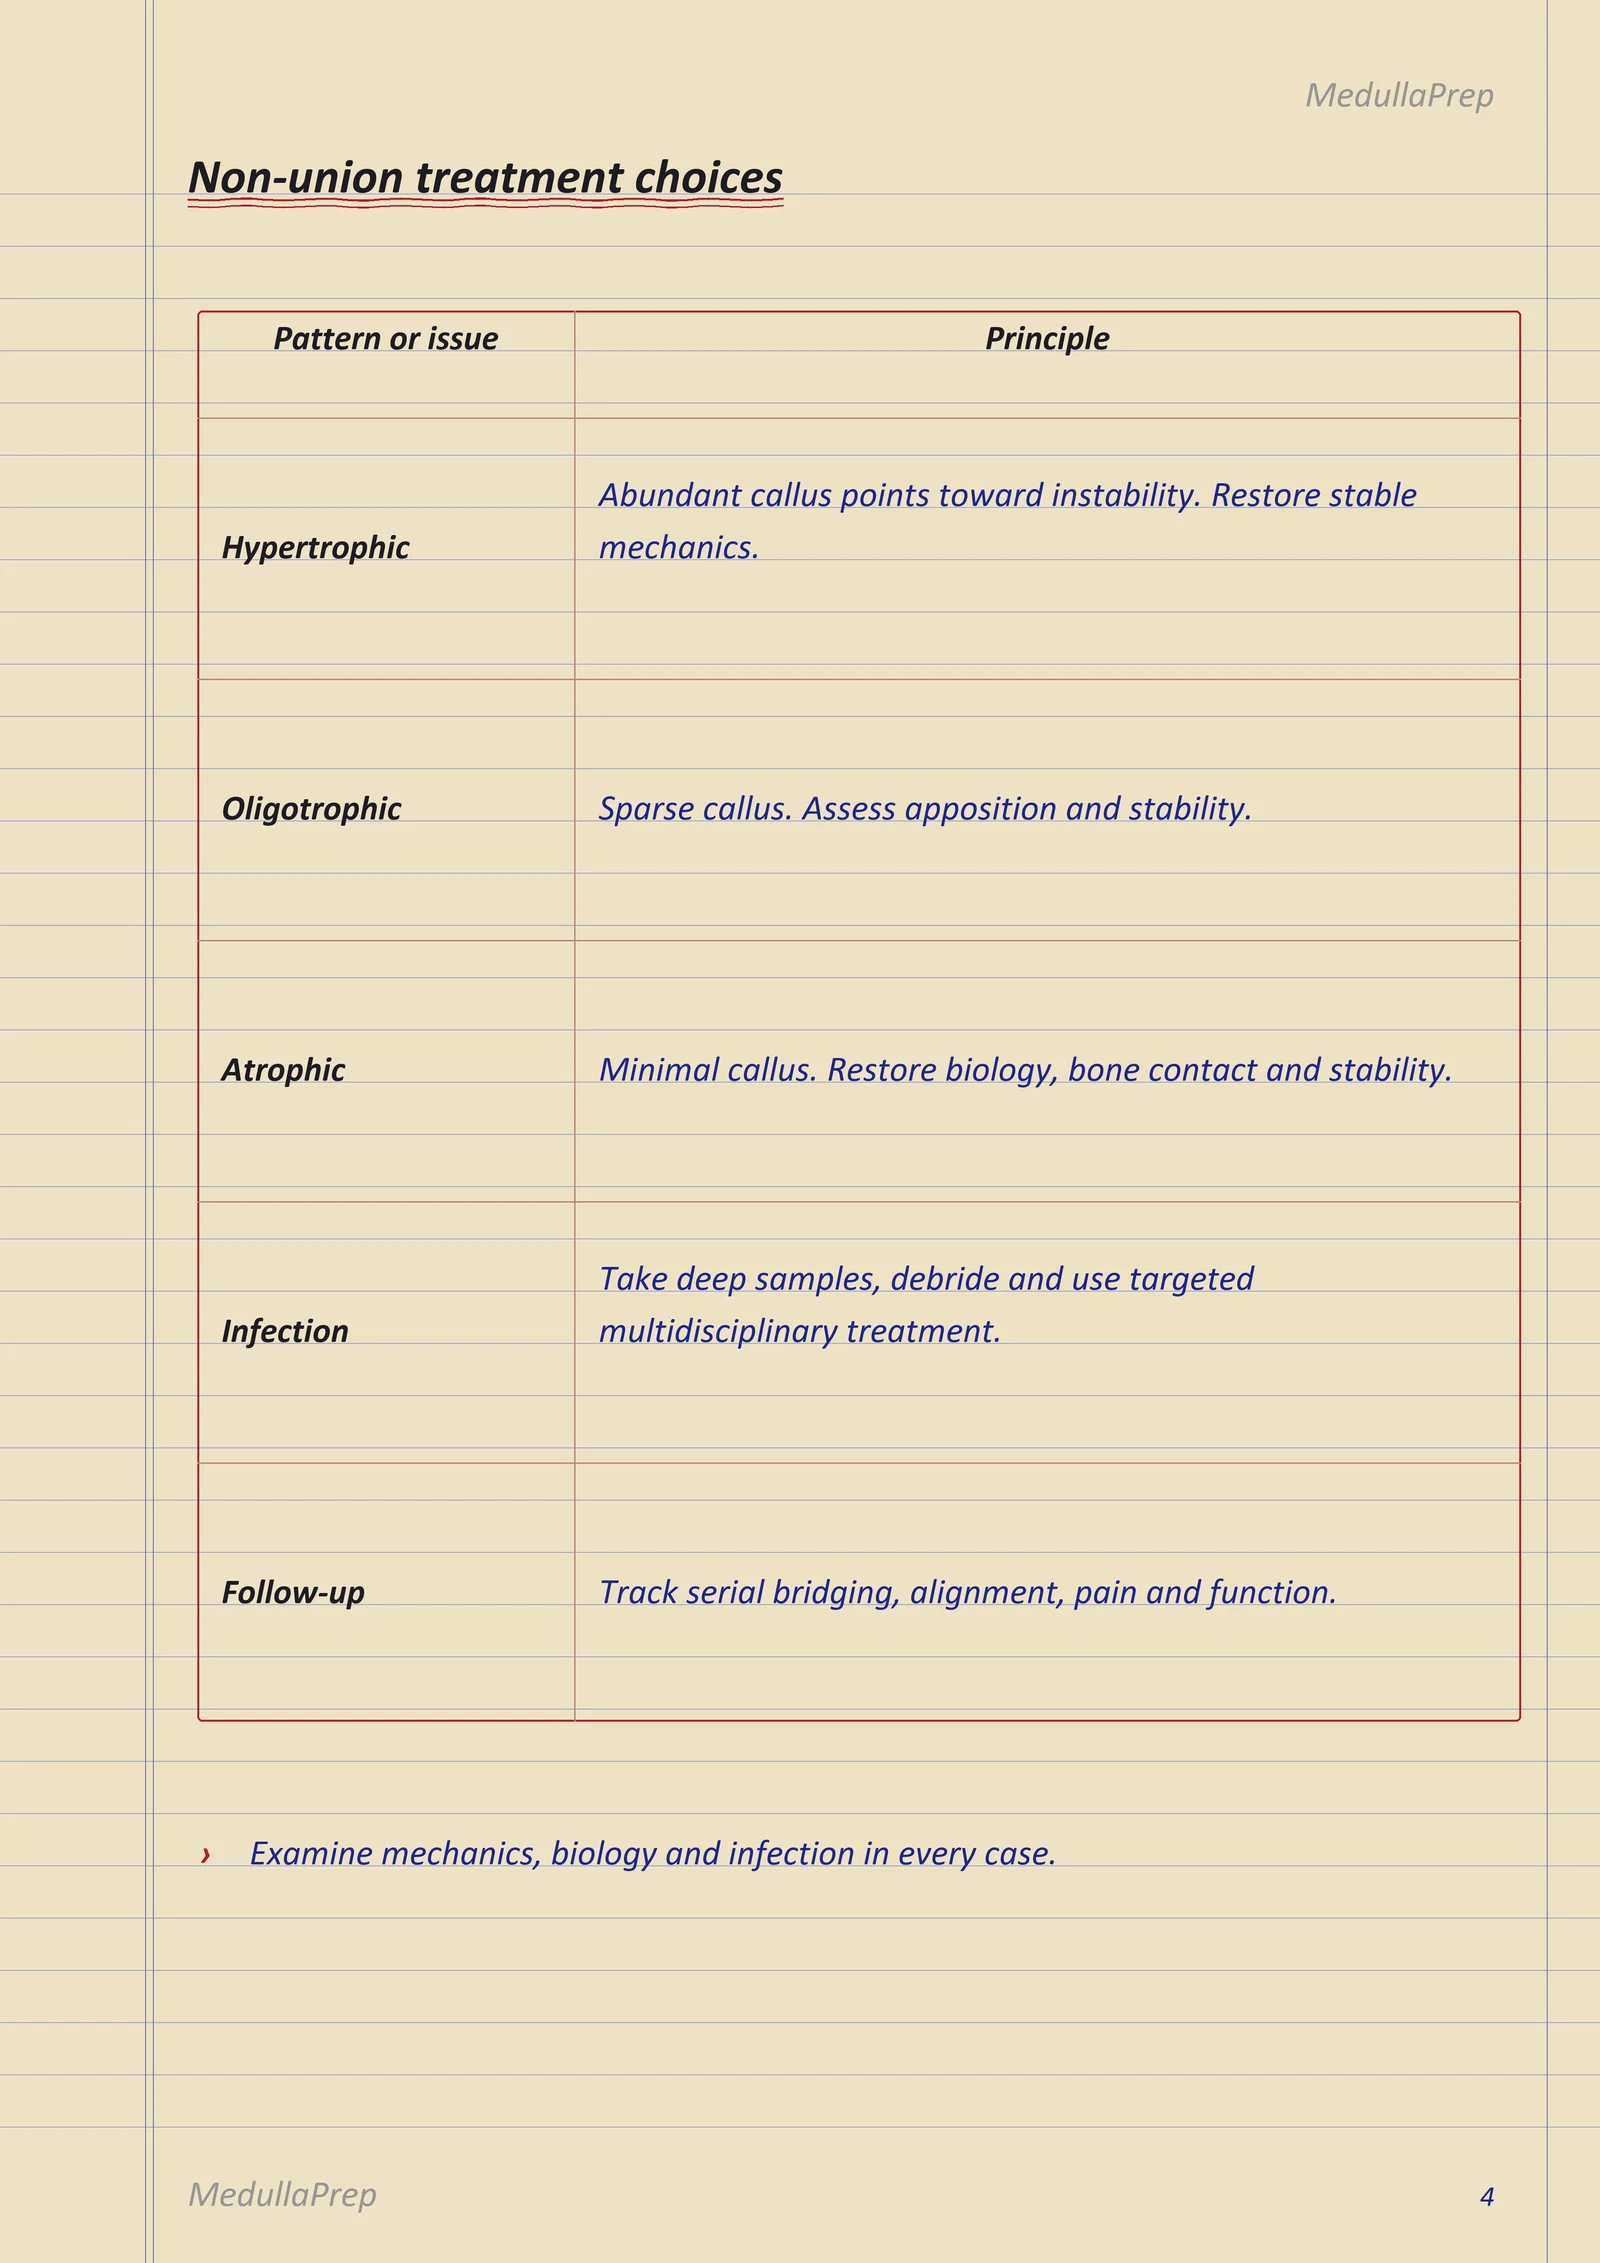 MedullaPrep
Non-union treatment choices
Pattern or issue
Principle
Hypertrophic
Abundant callus points toward instability. Restore stable
mechanics.
Oligotrophic
Sparse callus. Assess apposition and stability.
Atrophic
Minimal callus. Restore biology, bone contact and stability.
Infection
Take deep samples, debride and use targeted
multidisciplinary treatment.
Follow-up
Track serial bridging, alignment, pain and function.
› Examine mechanics, biology and infection in every case.
MedullaPrep
4